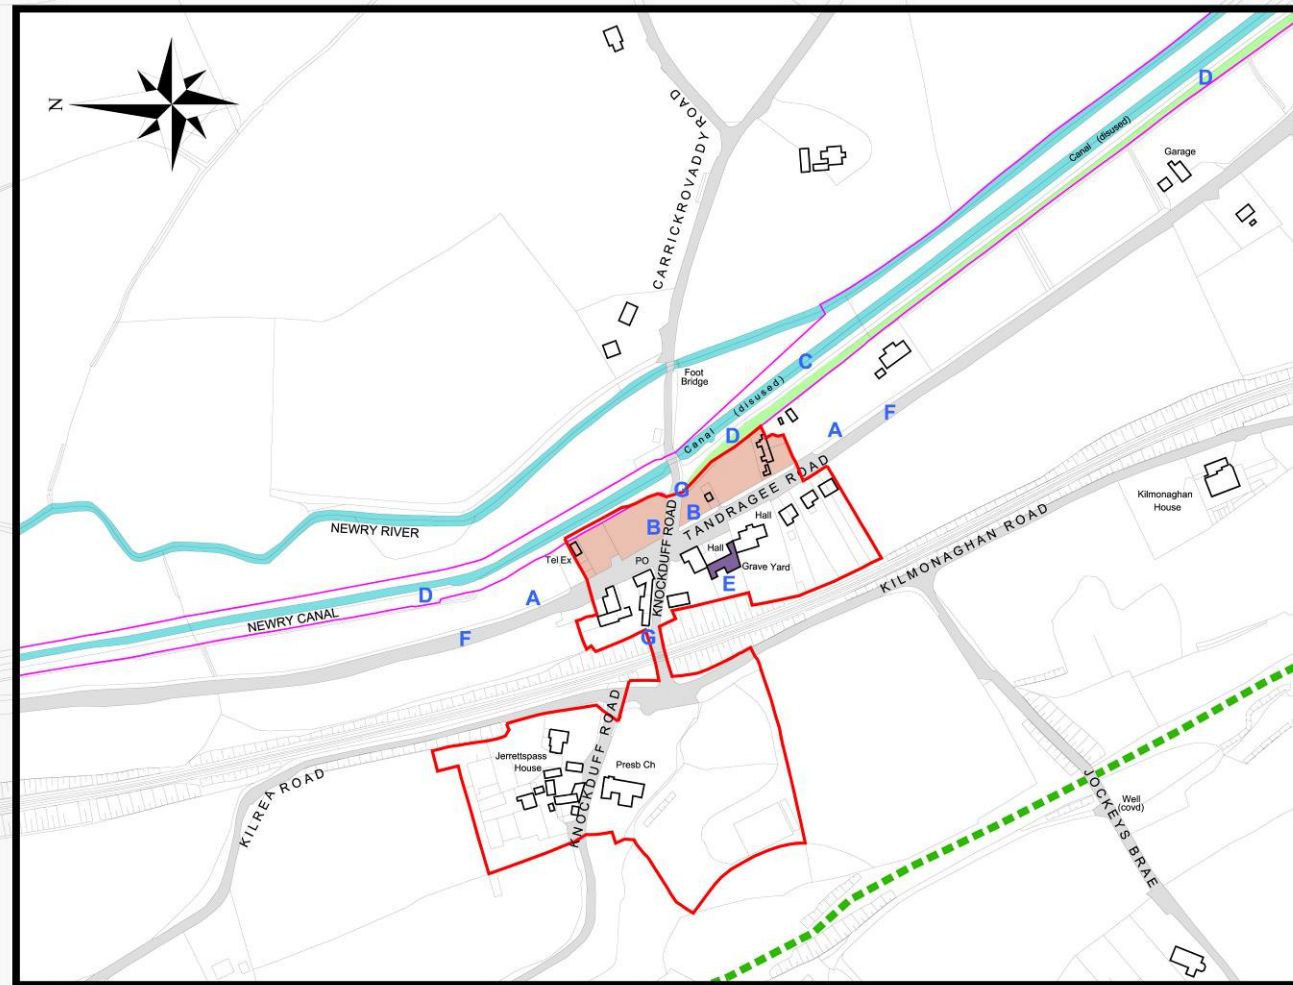 N
CARRICKROVADDY ROAD
D
Canal (disused)
Garage
Foot
Bridge
C
Canal (disused)
D
A
F
G
B
B
TANDRAGEE ROAD
KNOCKDUFF ROAD
NEWRY RIVER
Tel Ex
PO
Hall
Hall
Grave Yard
E
Kilmonaghan
House
KILMONAGHAN ROAD
D
A
NEWRY CANAL
F
G
KNOCKDUFF ROAD
Jerrettspass
House
Presb Ch
KILREA ROAD
Well
(covd)
JOCKEYS BRAE